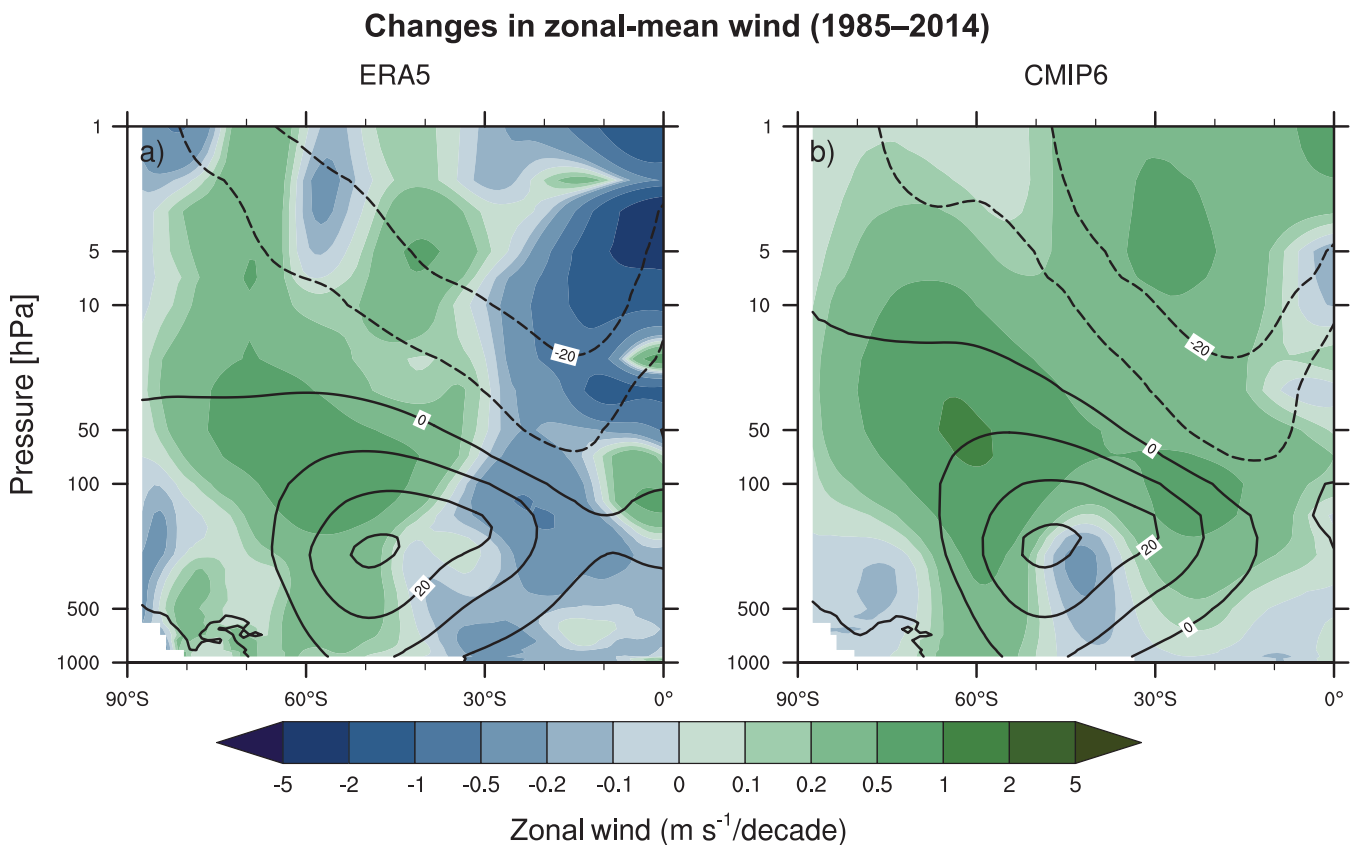 Changes in zonal-mean wind (1985–2014)
ERA5
CMIP6
Pressure [hPa]
1
5
10
50
100
500
1000
a)
-20
0
20
90°S
60°S
30°S
0°
1
5
10
50
100
500
1000
b)
-20
0
20
0
90°S
60°S
30°S
0°
-5
-2
-1
-0.5
-0.2
-0.1
0
0.1
0.2
0.5
1
2
5
Zonal wind (m s⁻¹/decade)